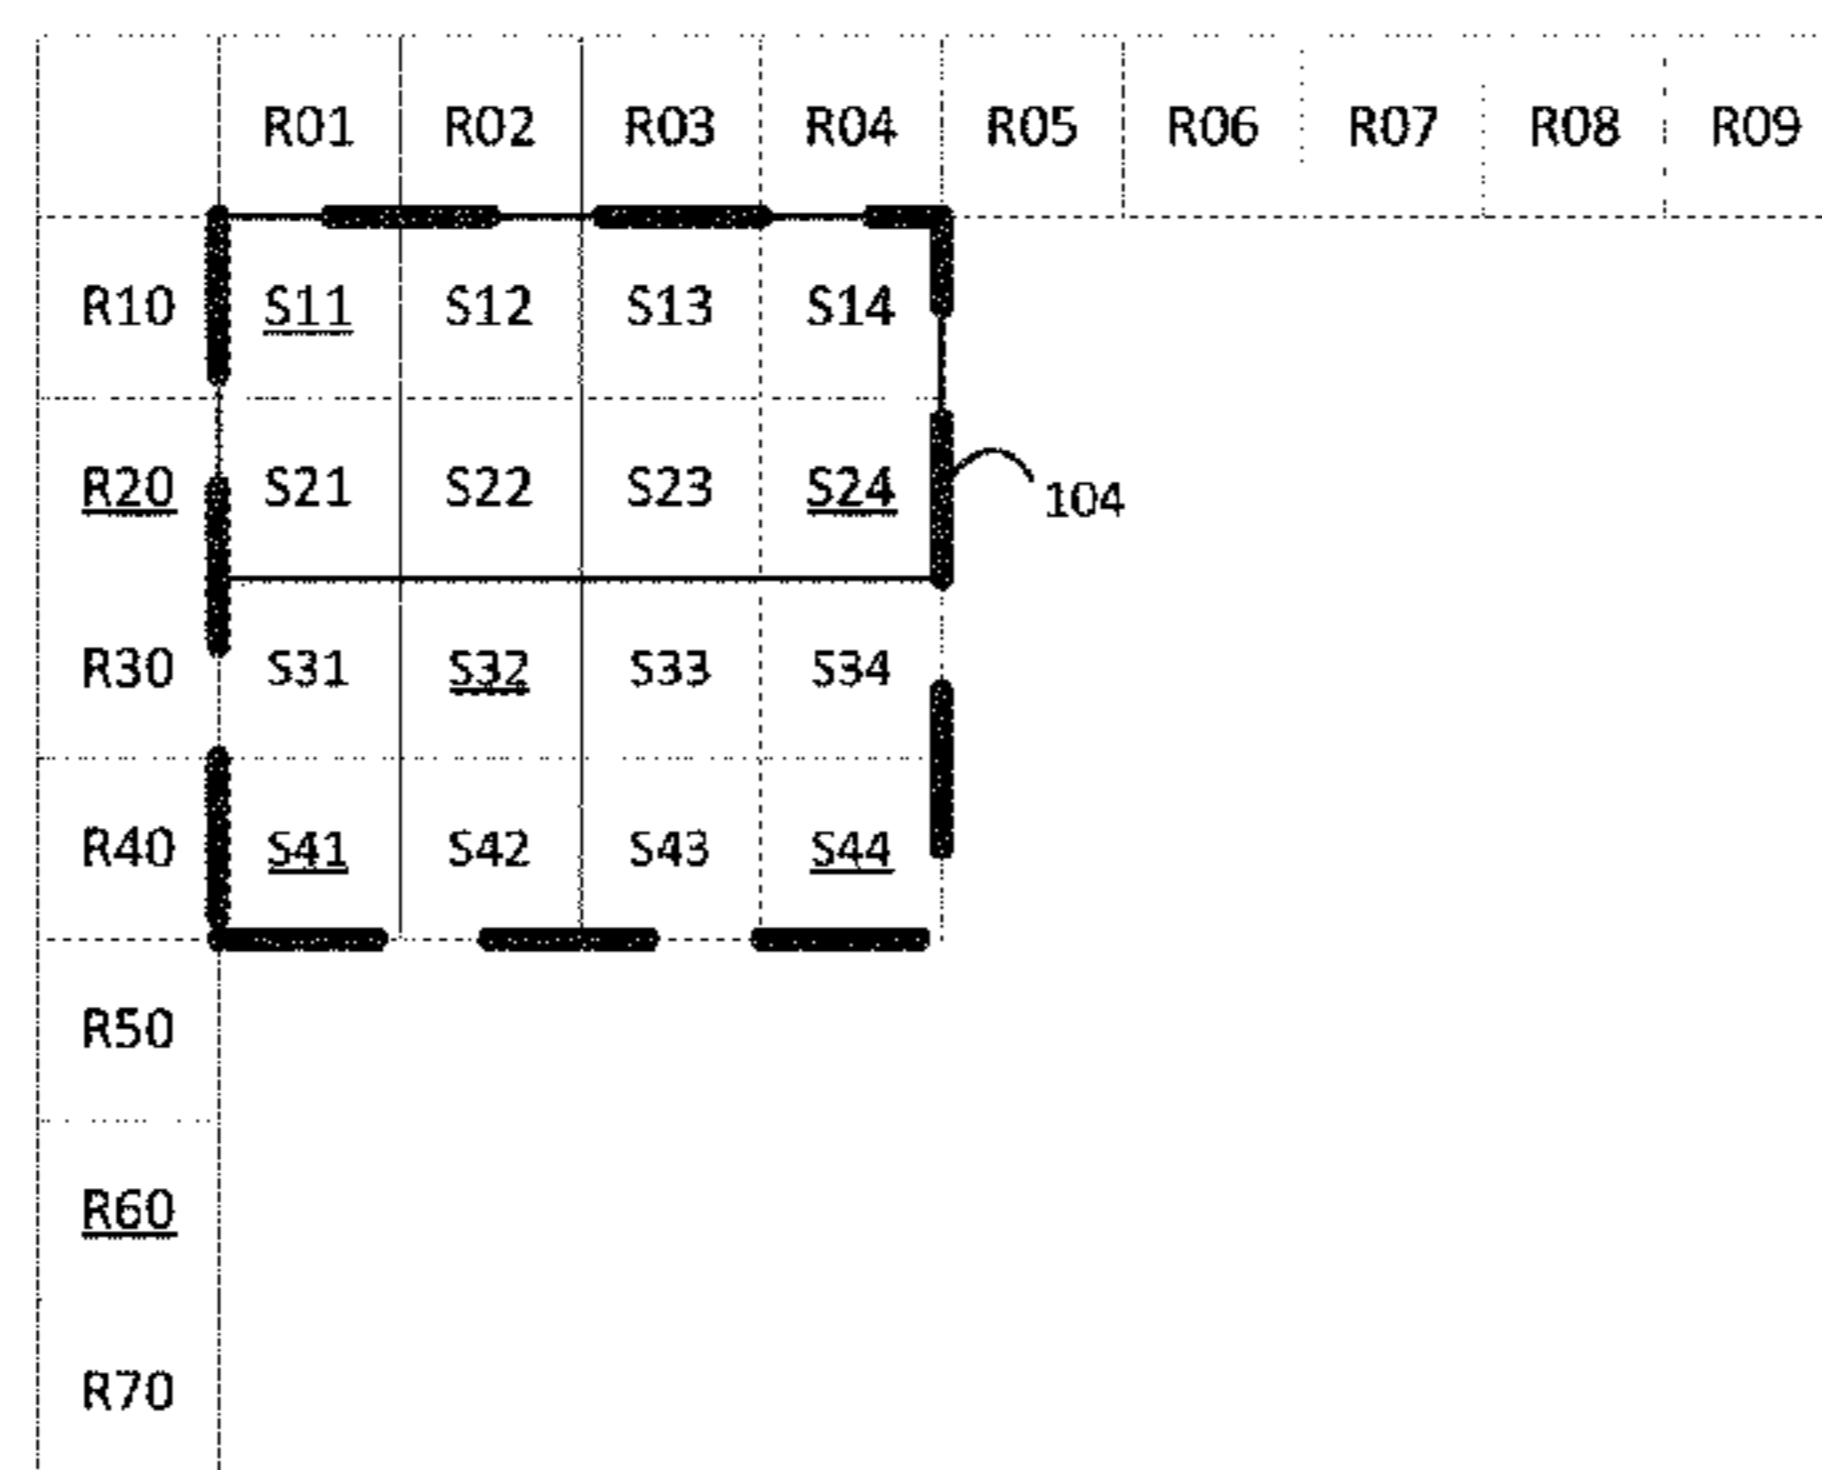 R01 R02 R03 R04 R05 R06 R07 R08 R09
R10 S11 S12 S13 S14
R20 S21 S22 S23 S24 104
R30 S31 S32 S33 S34
R40 S41 S42 S43 S44
R50
R60
R70